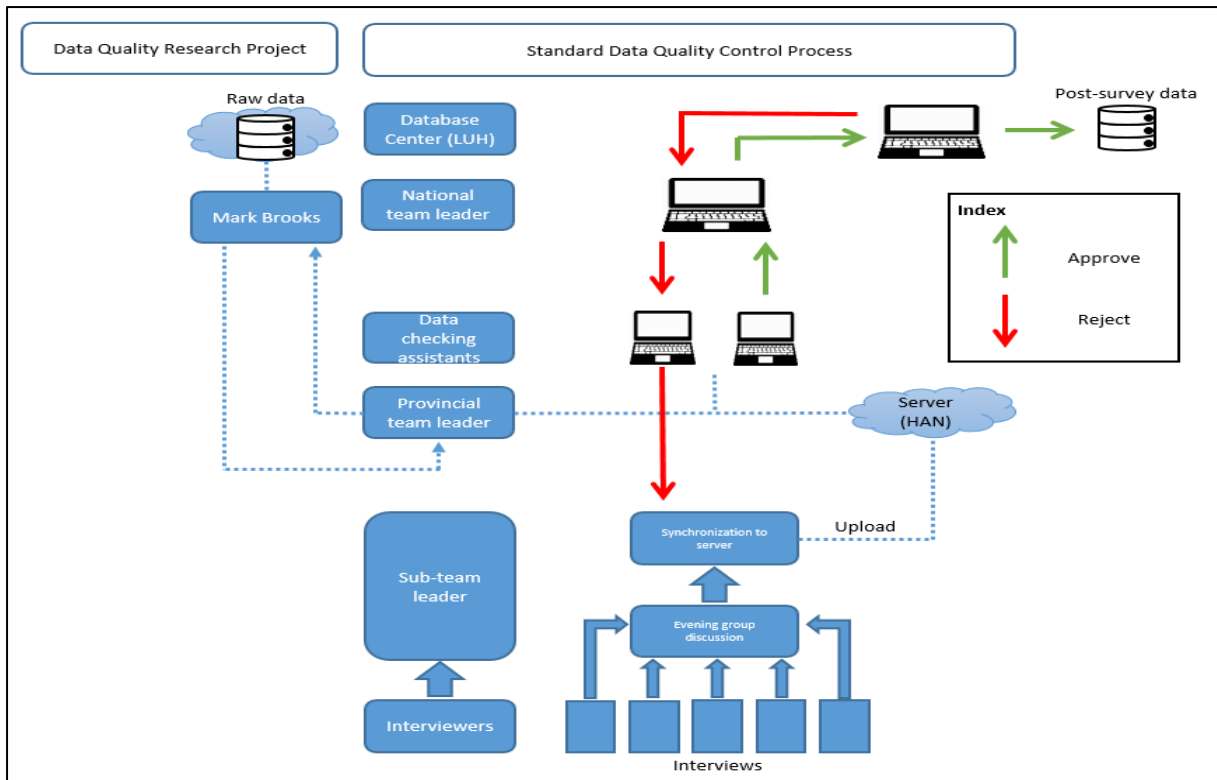 Data Quality Research Project
Standard Data Quality Control Process
Raw data
Post-survey data
Database
Center (LUH)
National
team leader
Mark Brooks
Index
Approve
Reject
Data
checking
assistants
Provincial
team leader
Server
(HAN)
Synchronization to
server
Upload
Sub-team
leader
Evening group
discussion
Interviewers
Interviews